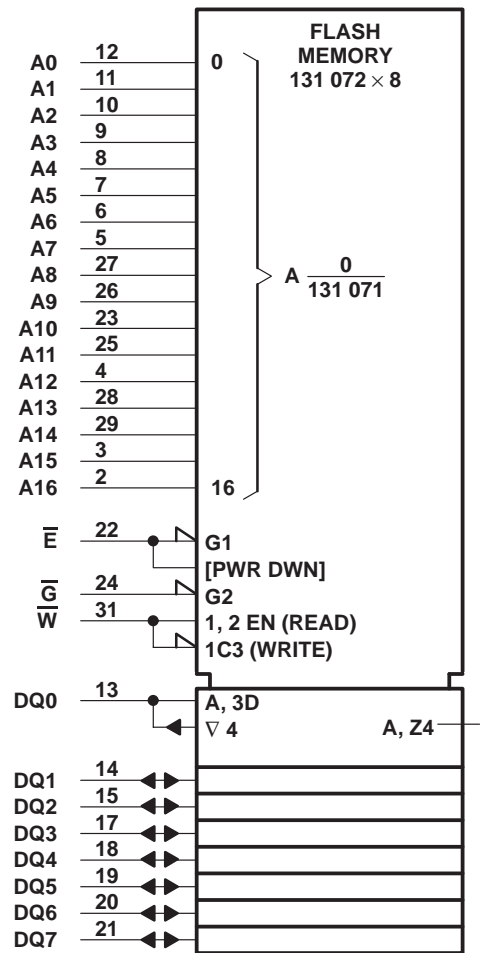 FLASH
MEMORY
131 072 × 8
A0 12 0
A1 11
A2 10
A3 9
A4 8
A5 7
A6 6
A7 5
A8 27
A 0
131 071
A9 26
A10 23
A11 25
A12 4
A13 28
A14 29
A15 3
A16 2 16
E̅ 22 G1
[PWR DWN]
G̅ 24 G2
W̅ 31 1, 2 EN (READ)
1C3 (WRITE)
DQ0 13 A, 3D
∇ 4 A, Z4
DQ1 14
DQ2 15
DQ3 17
DQ4 18
DQ5 19
DQ6 20
DQ7 21